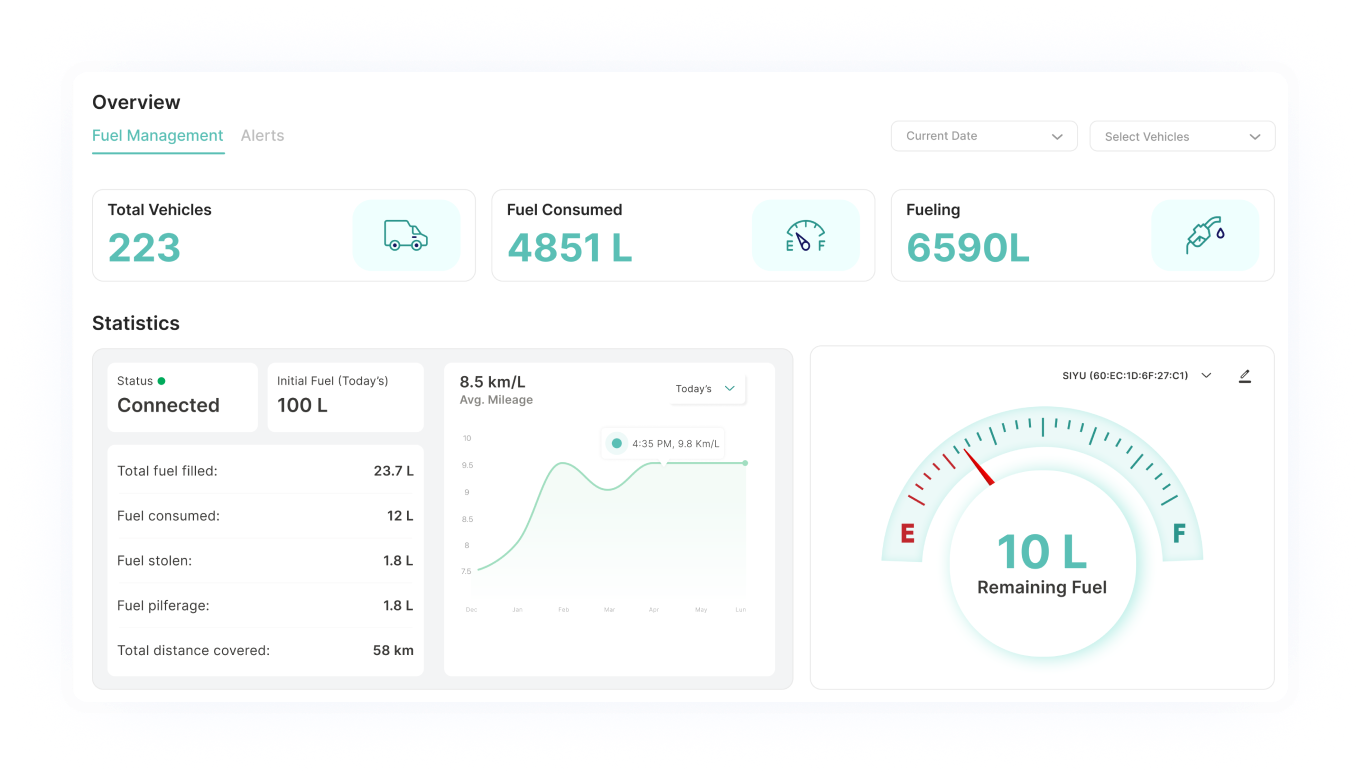 Overview
Fuel Management Alerts
Current Date
Select Vehicles
Total Vehicles
223
Fuel Consumed
4851 L
E F
Fueling
6590L
Statistics
Status
Connected
Initial Fuel (Today's)
100 L
Total fuel filled: 23.7 L
Fuel consumed: 12 L
Fuel stolen: 1.8 L
Fuel pilferage: 1.8 L
Total distance covered: 58 km
8.5 km/L
Avg. Mileage
Today's
4:35 PM, 9.8 Km/L
10
9.5
9
8.5
8
7.5
Dec Jan Feb Mar Apr May Lun
SIYU (60:EC:1D:6F:27:C1)
E F
10 L
Remaining Fuel